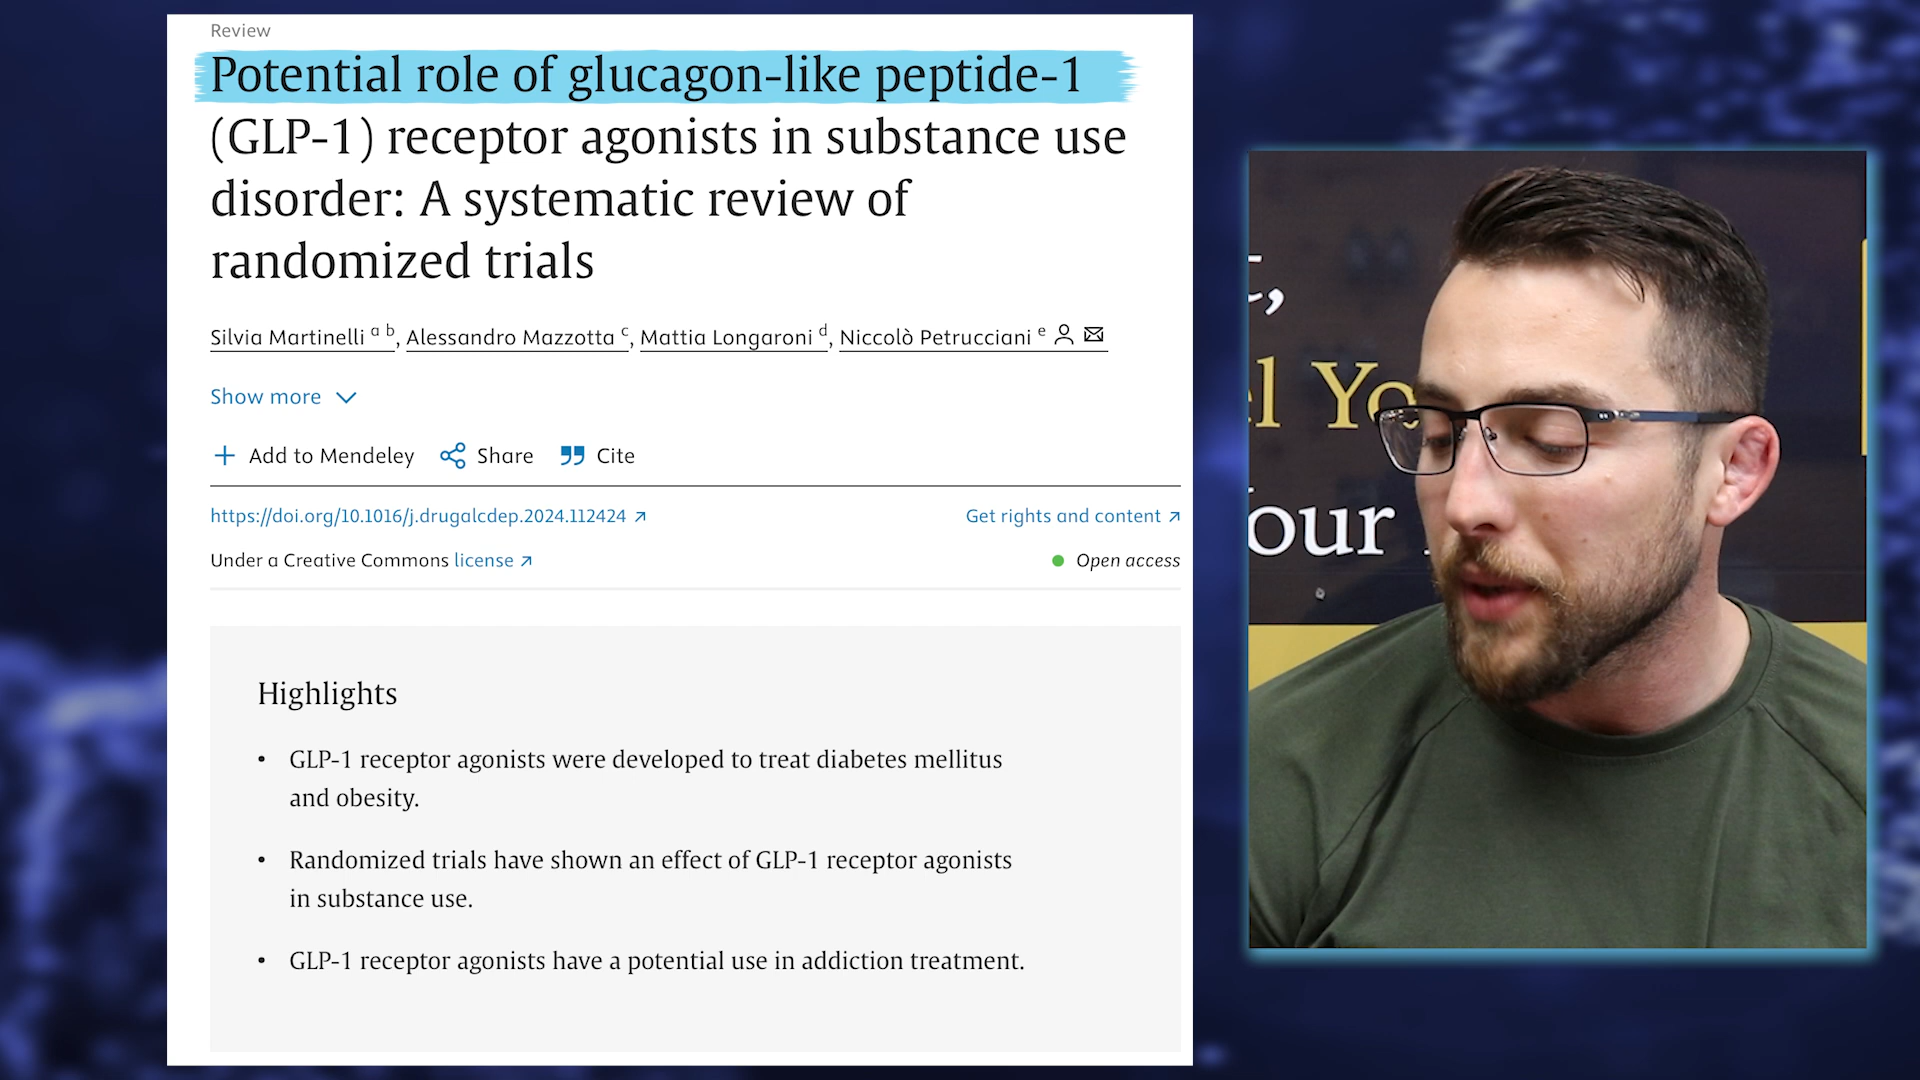 Review
Potential role of glucagon-like peptide-1
(GLP-1) receptor agonists in substance use
disorder: A systematic review of
randomized trials
Silvia Martinelli a b, Alessandro Mazzotta c, Mattia Longaroni d, Niccolò Petrucciani e
Show more
Add to Mendeley Share Cite
https://doi.org/10.1016/j.drugalcdep.2024.112424 Get rights and content
Under a Creative Commons license Open access
Highlights
• GLP-1 receptor agonists were developed to treat diabetes mellitus
and obesity.
• Randomized trials have shown an effect of GLP-1 receptor agonists
in substance use.
• GLP-1 receptor agonists have a potential use in addiction treatment.
our